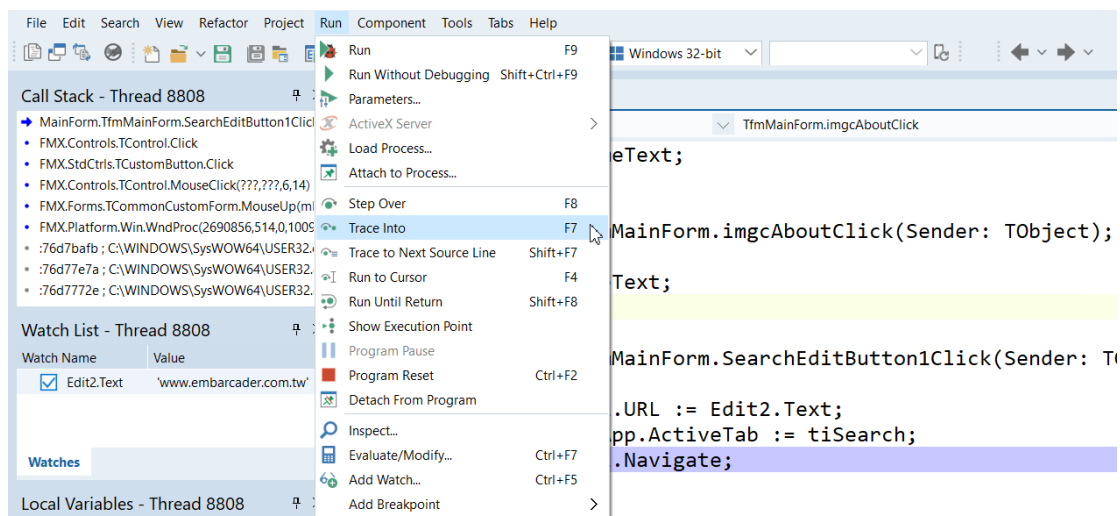 File Edit Search View Refactor Project Run Component Tools Tabs Help
Windows 32-bit
Call Stack - Thread 8808
MainForm.TfmMainForm.SearchEditButton1Clic
FMX.Controls.TControl.Click
FMX.StdCtrls.TCustomButton.Click
FMX.Controls.TControl.MouseClick(???,???,6,14)
FMX.Forms.TCommonCustomForm.MouseUp(m
FMX.Platform.Win.WndProc(2690856,514,0,1009
:76d7bafb ; C:\WINDOWS\SysWOW64\USER32.
:76d77e7a ; C:\WINDOWS\SysWOW64\USER32.
:76d7772e ; C:\WINDOWS\SysWOW64\USER32.
Watch List - Thread 8808
Watch Name Value
Edit2.Text 'www.embarcader.com.tw'
Watches
Local Variables - Thread 8808
Run F9
Run Without Debugging Shift+Ctrl+F9
Parameters...
ActiveX Server
Load Process...
Attach to Process...
Step Over F8
Trace Into F7
Trace to Next Source Line Shift+F7
Run to Cursor F4
Run Until Return Shift+F8
Show Execution Point
Program Pause
Program Reset Ctrl+F2
Detach From Program
Inspect...
Evaluate/Modify... Ctrl+F7
Add Watch... Ctrl+F5
Add Breakpoint
TfmMainForm.imgcAboutClick
eText;
MainForm.imgcAboutClick(Sender: TObject);
Text;
MainForm.SearchEditButton1Click(Sender: T
.URL := Edit2.Text;
pp.ActiveTab := tiSearch;
.Navigate;